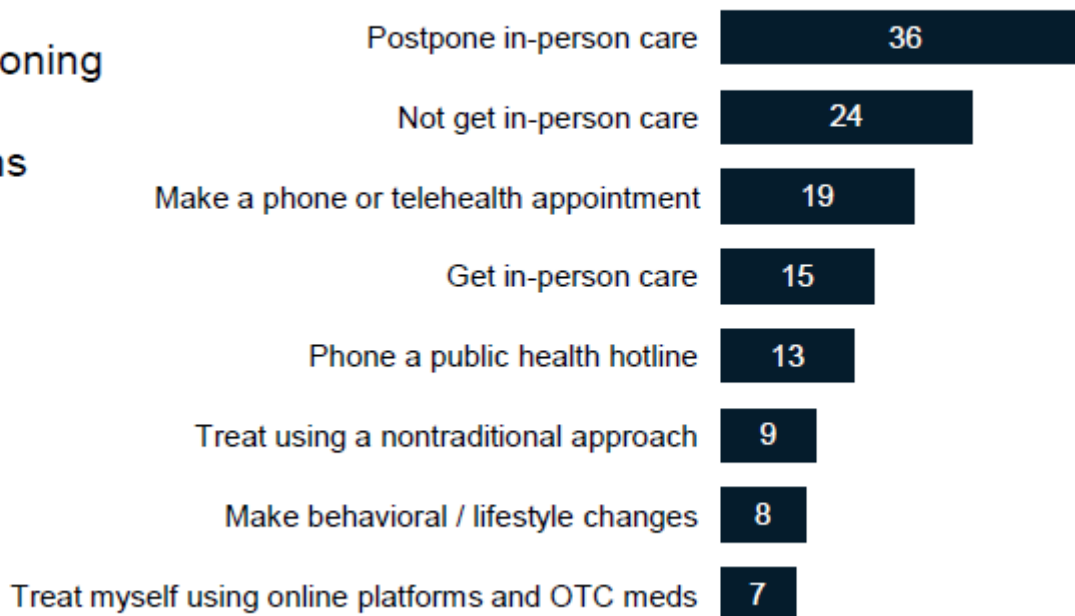 Postpone in-person care 36
oning
Not get in-person care 24
Make a phone or telehealth appointment 19
Get in-person care 15
Phone a public health hotline 13
Treat using a nontraditional approach 9
Make behavioral / lifestyle changes 8
Treat myself using online platforms and OTC meds 7